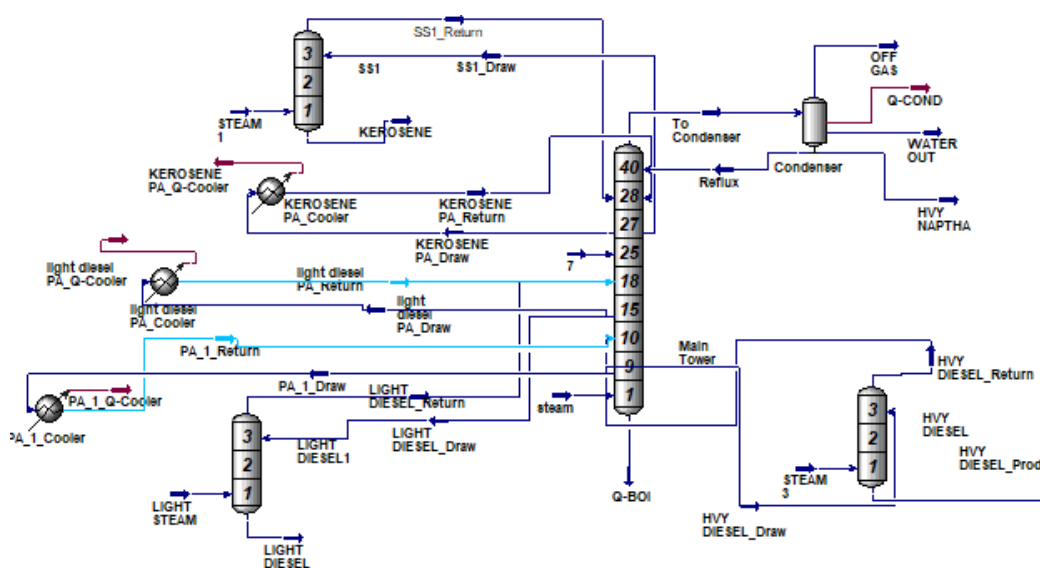 SS1_Return
3
2
1
SS1
SS1_Draw
STEAM
1
KEROSENE
KEROSENE
PA_Q-Cooler
KEROSENE
PA_Cooler
KEROSENE
PA_Return
KEROSENE
PA_Draw
To
Condenser
OFF
GAS
Q-COND
WATER
OUT
Condenser
Reflux
HVY
NAPTHA
40
28
27
25
18
15
10
9
1
7
light diesel
PA_Q-Cooler
light diesel
PA_Return
light diesel
PA_Cooler
light
diesel
PA_Draw
PA_1_Return
Main
Tower
PA_1_Draw
PA_1_Q-Cooler
PA_1_Cooler
LIGHT
DIESEL_Return
steam
3
2
1
LIGHT
DIESEL1
LIGHT
DIESEL_Draw
LIGHT
STEAM
LIGHT
DIESEL
Q-BOI
HVY
DIESEL_Return
3
2
1
HVY
DIESEL
HVY
DIESEL_Prod
STEAM
3
HVY
DIESEL_Draw